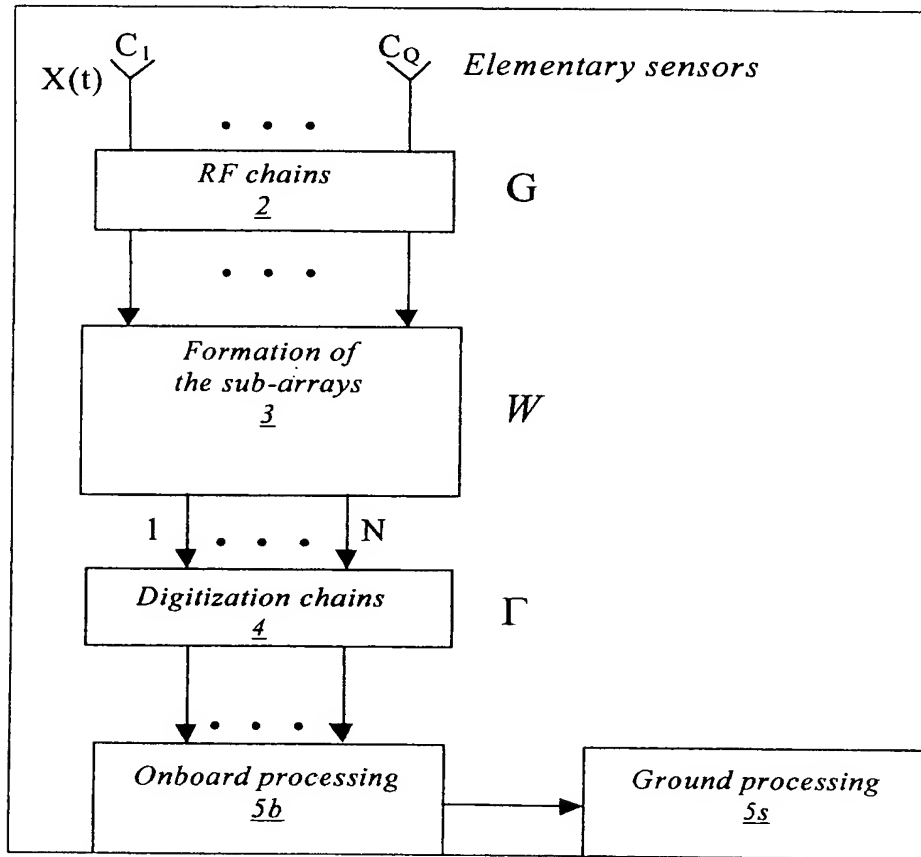 C1 CQ Elementary sensors
X(t)
RF chains
2
G
Formation of
the sub-arrays
3
W
1 N
Digitization chains
4
Γ
Onboard processing
5b
Ground processing
5s